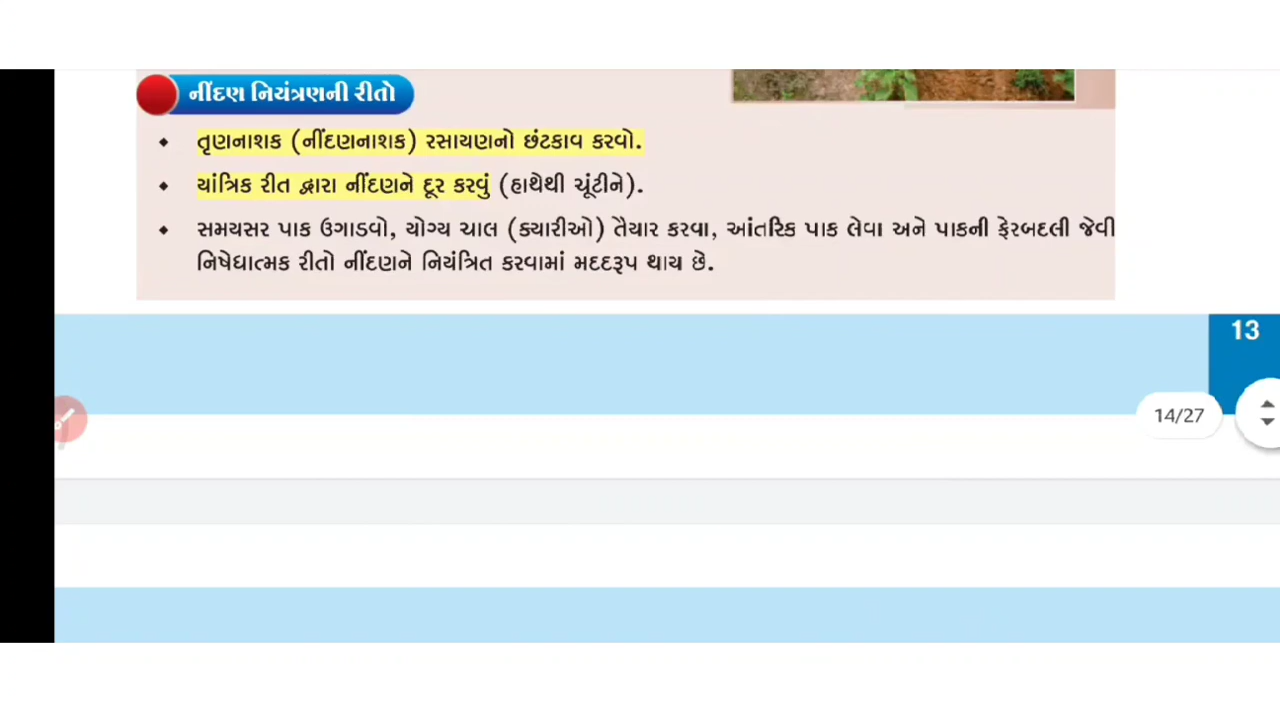 નીંદણ નિયંત્રણની રીતો
◆ તૃણનાશક (નીંદણનાશક) રસાયણનો છંટકાવ કરવો.
◆ યાંત્રિક રીત દ્વારા નીંદણને દૂર કરવું (હાથેથી ચૂંટીને).
◆ સમયસર પાક ઉગાડવો, યોગ્ય ચાલ (ક્યારીઓ) તૈયાર કરવા, આંતરિક પાક લેવા અને પાકની ફેરબદલી જેવી
નિષેધાત્મક રીતો નીંદણને નિયંત્રિત કરવામાં મદદરૂપ થાય છે.
13
14/27